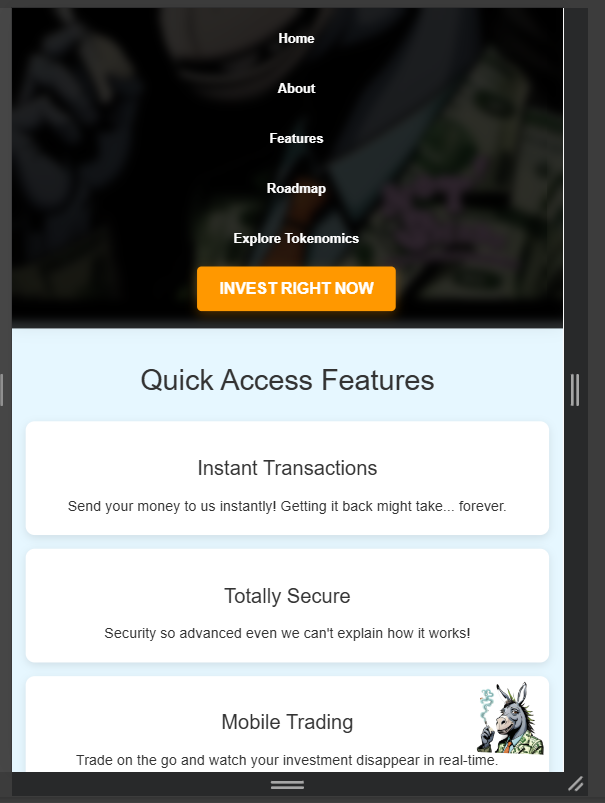 Home
About
Features
Roadmap
Explore Tokenomics
INVEST RIGHT NOW
Quick Access Features
Instant Transactions
Send your money to us instantly! Getting it back might take... forever.
Totally Secure
Security so advanced even we can't explain how it works!
Mobile Trading
Trade on the go and watch your investment disappear in real-time.